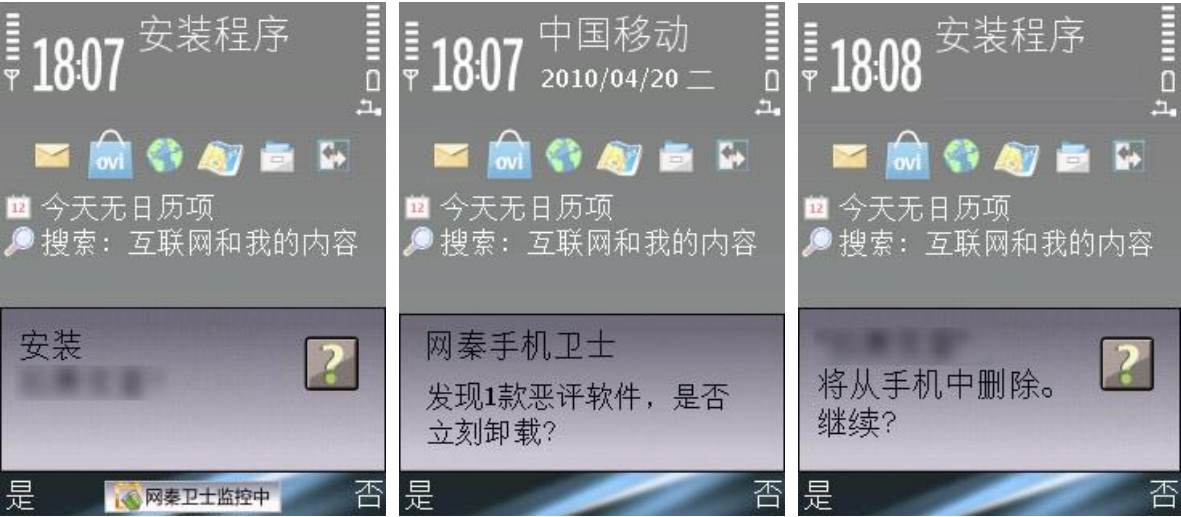 18:07
安装程序
ovi
12
今天无日历项
搜索：互联网和我的内容
安装
?
是
网秦卫士监控中
否
18:07
中国移动
2010/04/20 二
ovi
12
今天无日历项
搜索：互联网和我的内容
网秦手机卫士
发现1款恶评软件，是否
立刻卸载?
是
否
18:08
安装程序
ovi
12
今天无日历项
搜索：互联网和我的内容
?
将从手机中删除。
继续?
是
否